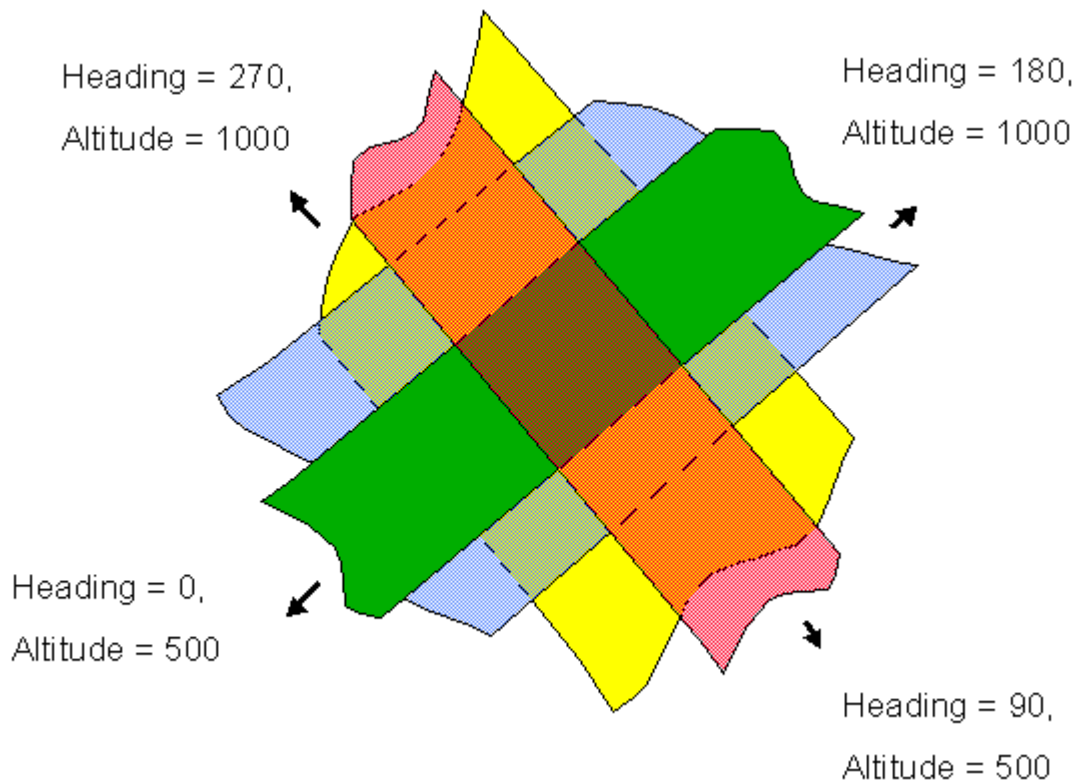 Heading = 270,
Altitude = 1000
Heading = 180,
Altitude = 1000
Heading = 0,
Altitude = 500
Heading = 90,
Altitude = 500